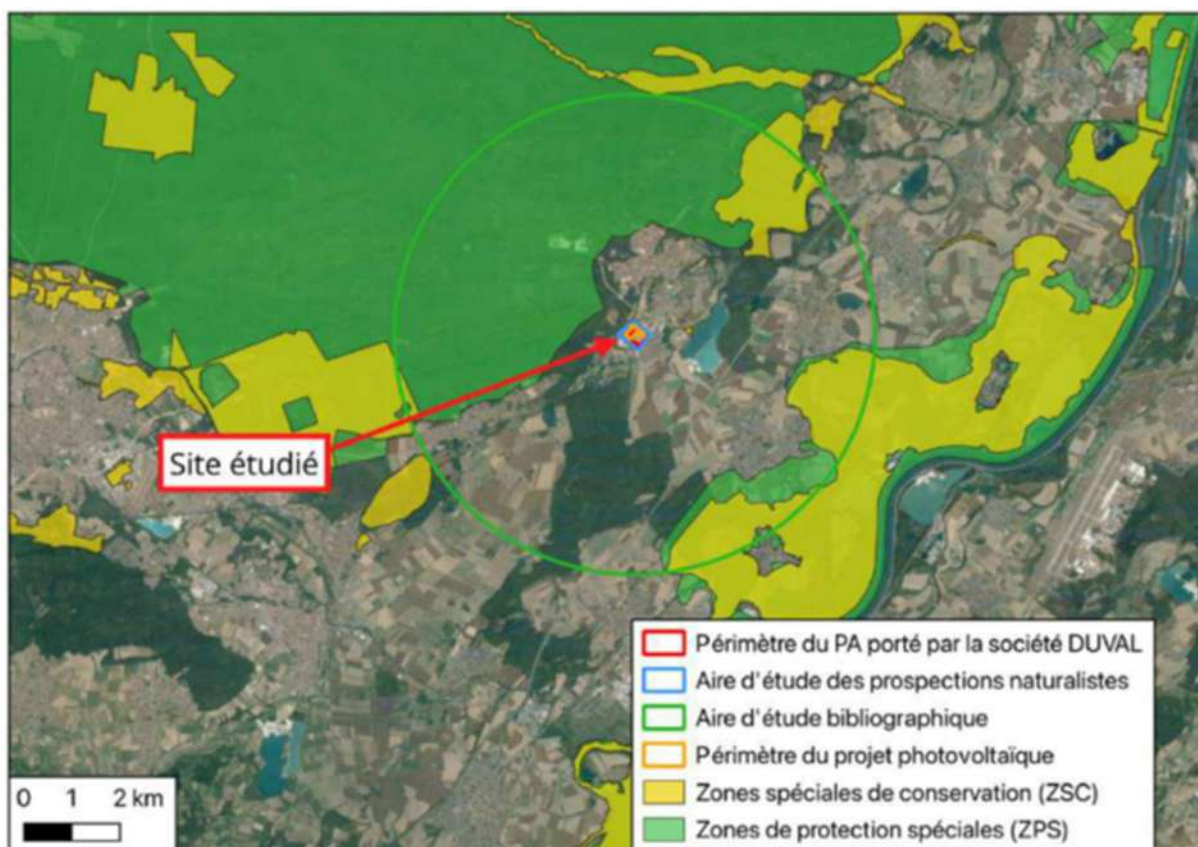 Site étudié
Périmètre du PA porté par la société DUVAL
Aire d'étude des prospections naturalistes
Aire d'étude bibliographique
Périmètre du projet photovoltaïque
Zones spéciales de conservation (ZSC)
Zones de protection spéciales (ZPS)
0 1 2 km